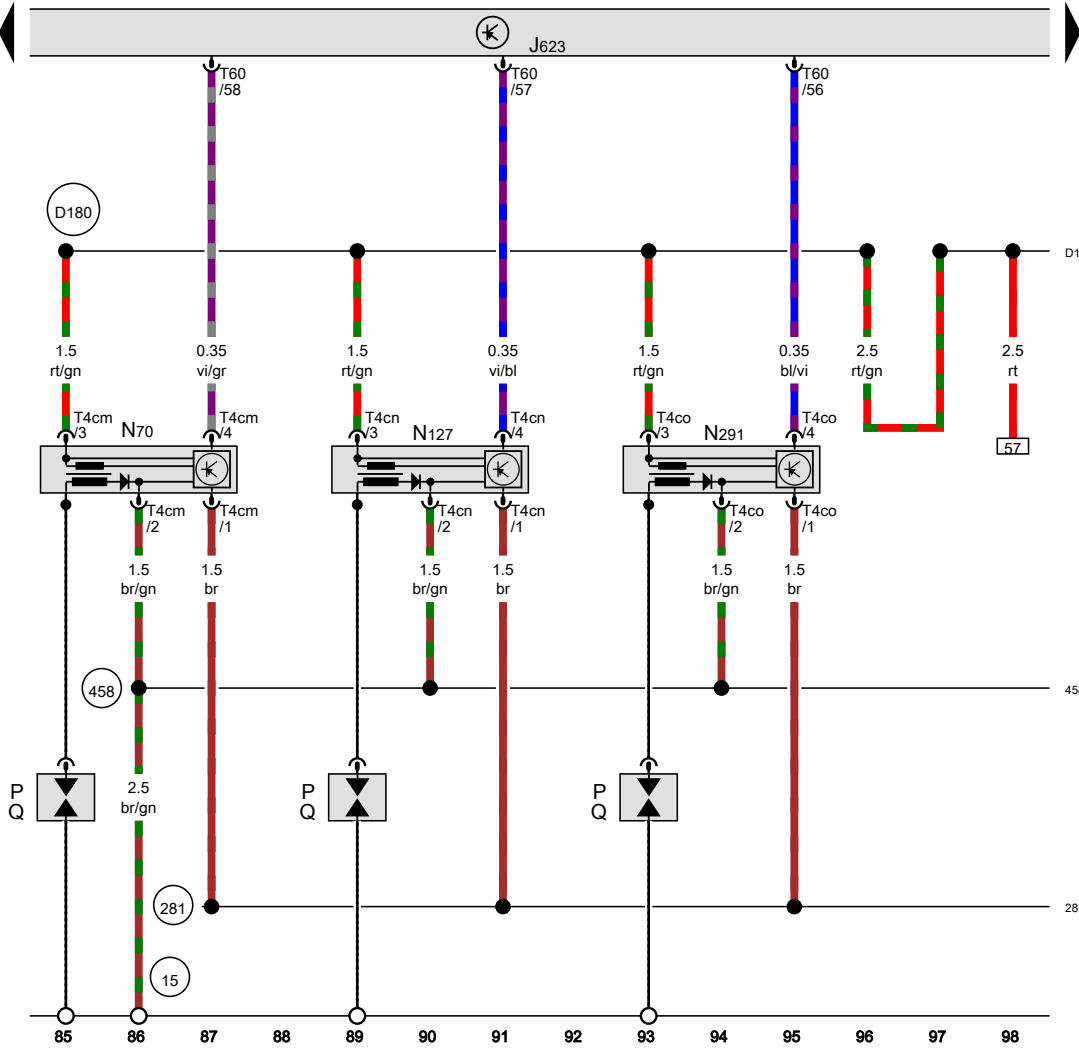 J623
T60 T60 T60
/58 /57 /56
D180
D1
1.5 0.35 1.5 0.35 1.5 0.35 2.5 2.5
rt/gn vi/gr rt/gn vi/bl rt/gn bl/vi rt/gn rt
T4cm T4cm T4cn T4cn T4co T4co
/3 N70 /4 /3 N127 /4 /3 N291 /4
57
T4cm T4cm T4cn T4cn T4co T4co
/2 /1 /2 /1 /2 /1
1.5 1.5 1.5 1.5 1.5 1.5
br/gn br br/gn br br/gn br
458
45
P P P
2.5
Q Q Q
br/gn
281
28
15
85 86 87 88 89 90 91 92 93 94 95 96 97 98